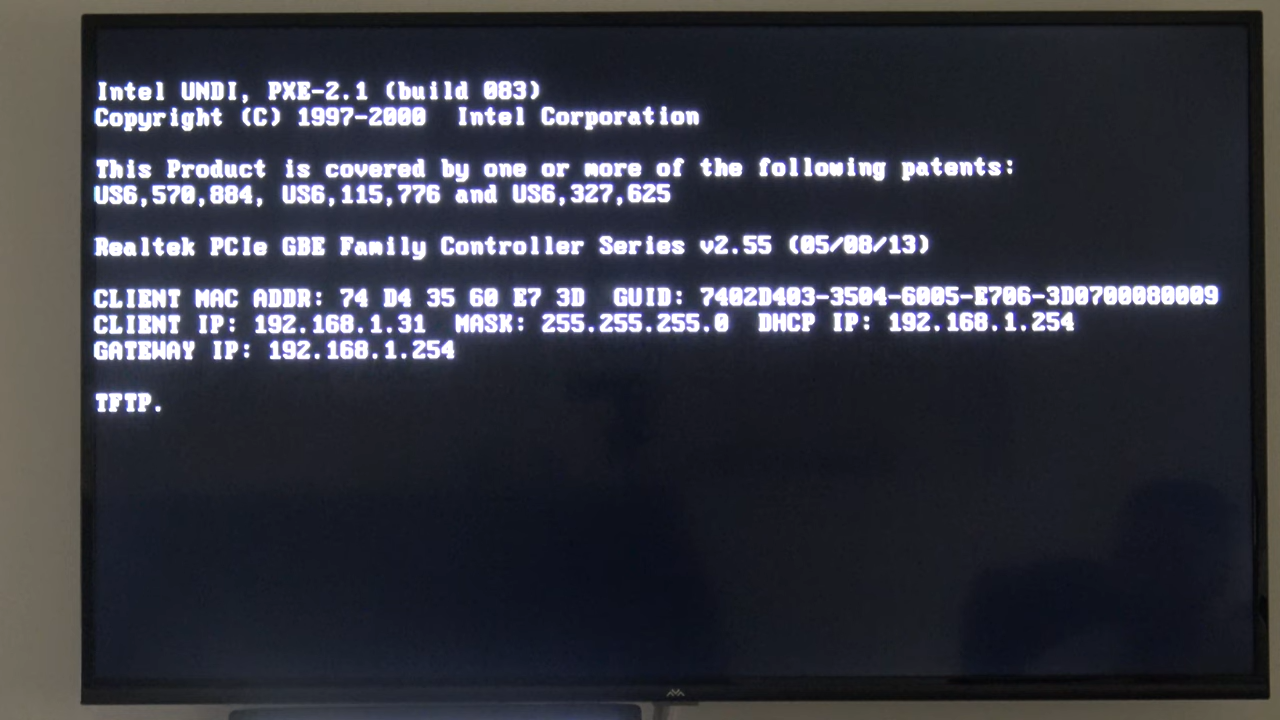 Intel UNDI, PXE-2.1 (build 083)
Copyright (C) 1997-2000  Intel Corporation
This Product is covered by one or more of the following patents:
US6,570,884, US6,115,776 and US6,327,625
Realtek PCIe GBE Family Controller Series v2.55 (05/08/13)
CLIENT MAC ADDR: 74 D4 35 60 E7 3D  GUID: 7402D403-3504-6005-E706-3D0700080009
CLIENT IP: 192.168.1.31  MASK: 255.255.255.0  DHCP IP: 192.168.1.254
GATEWAY IP: 192.168.1.254
TFTP.